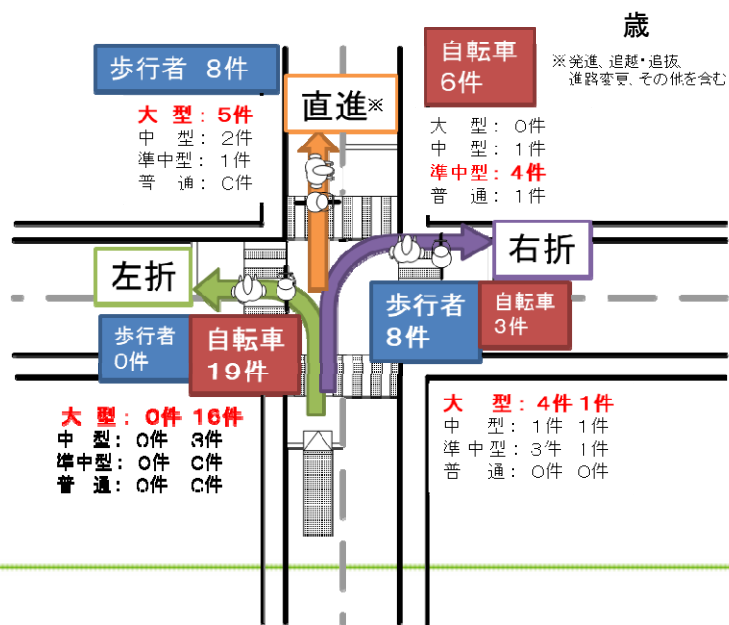 歳
※発進、追越・追抜、
進路変更、その他を含む
歩行者 8件
大 型：5件
中 型：2件
準中型：1件
普 通：0件
直進※
自転車
6件
大 型：0件
中 型：1件
準中型：4件
普 通：1件
左折
右折
歩行者
0件
自転車
19件
歩行者
8件
自転車
3件
大 型：0件 16件
中 型：0件 3件
準中型：0件 0件
普 通：0件 0件
大 型：4件 1件
中 型：1件 1件
準中型：3件 1件
普 通：0件 0件